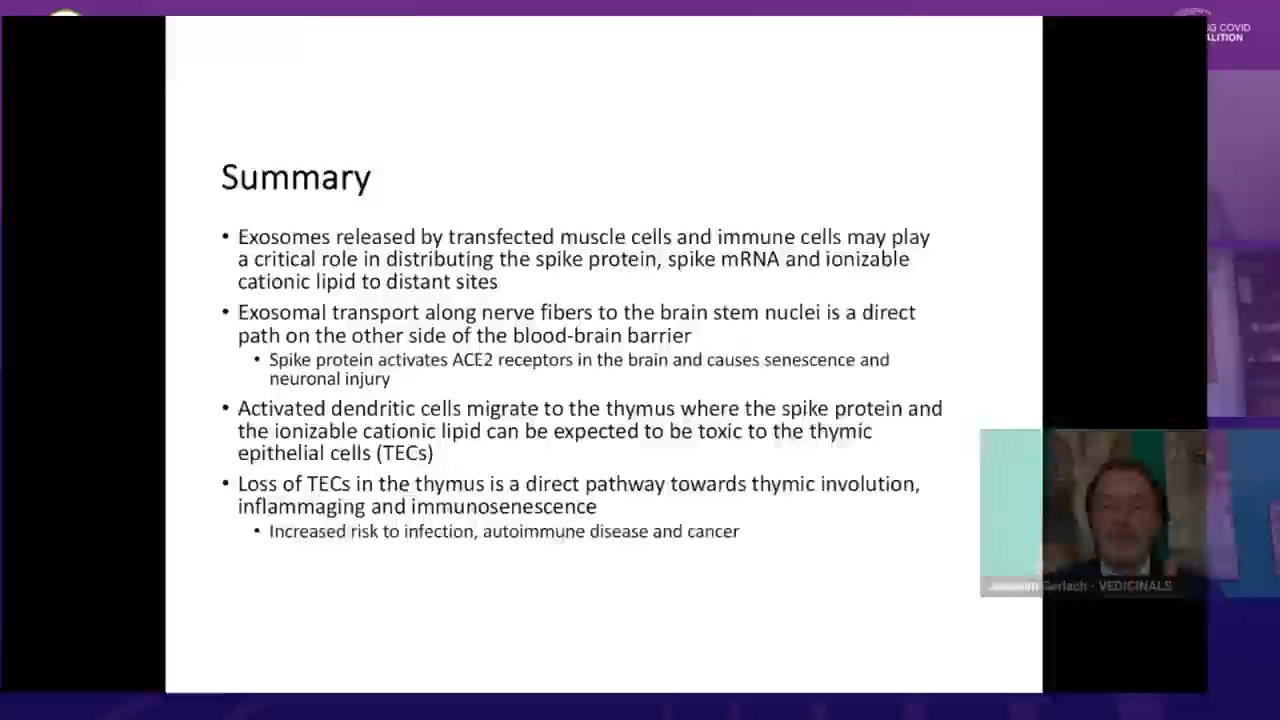 G COVID
ALITION
Summary
• Exosomes released by transfected muscle cells and immune cells may play
a critical role in distributing the spike protein, spike mRNA and ionizable
cationic lipid to distant sites
• Exosomal transport along nerve fibers to the brain stem nuclei is a direct
path on the other side of the blood-brain barrier
• Spike protein activates ACE2 receptors in the brain and causes senescence and
neuronal injury
• Activated dendritic cells migrate to the thymus where the spike protein and
the ionizable cationic lipid can be expected to be toxic to the thymic
epithelial cells (TECs)
• Loss of TECs in the thymus is a direct pathway towards thymic involution,
inflammaging and immunosenescence
• Increased risk to infection, autoimmune disease and cancer
Gerlach - VEDICINALS